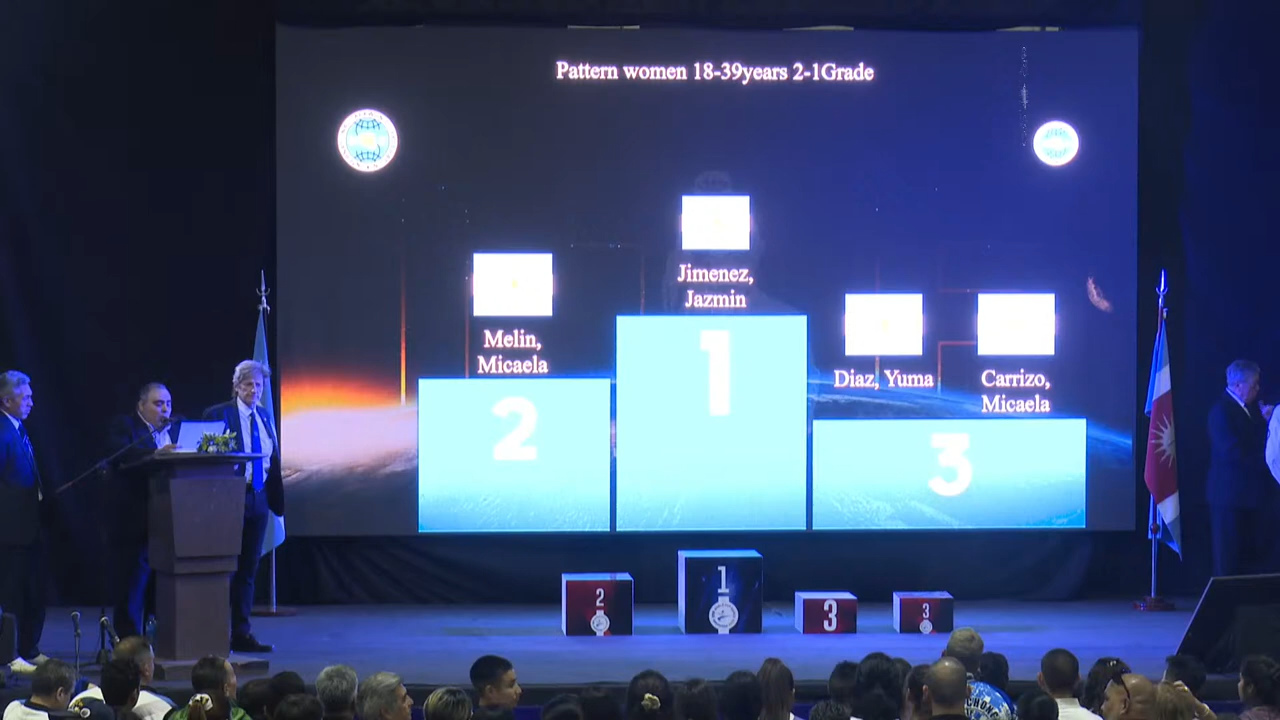 Pattern women 18-39years 2-1Grade
Jimenez,
Jazmin
Melin,
Micaela
Diaz, Yuma
Carrizo,
Micaela
1
2
3
1
2
3
3